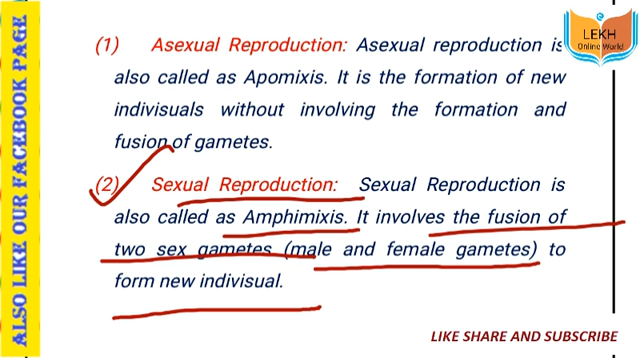 ALSO LIKE OUR FACEBOOK PAGE
LEKH
Online World
(1) Asexual Reproduction: Asexual reproduction is
also called as Apomixis. It is the formation of new
indivisuals without involving the formation and
fusion of gametes.
(2) Sexual Reproduction: Sexual Reproduction is
also called as Amphimixis. It involves the fusion of
two sex gametes (male and female gametes) to
form new indivisual.
LIKE SHARE AND SUBSCRIBE